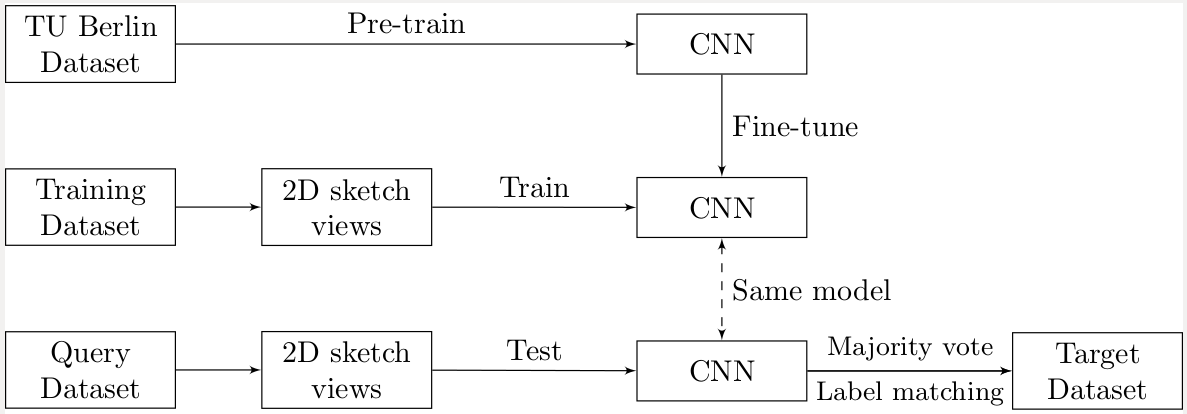 TU Berlin
Dataset
Pre-train
CNN
Fine-tune
Training
Dataset
2D sketch
views
Train
CNN
Same model
Query
Dataset
2D sketch
views
Test
CNN
Majority vote
Label matching
Target
Dataset